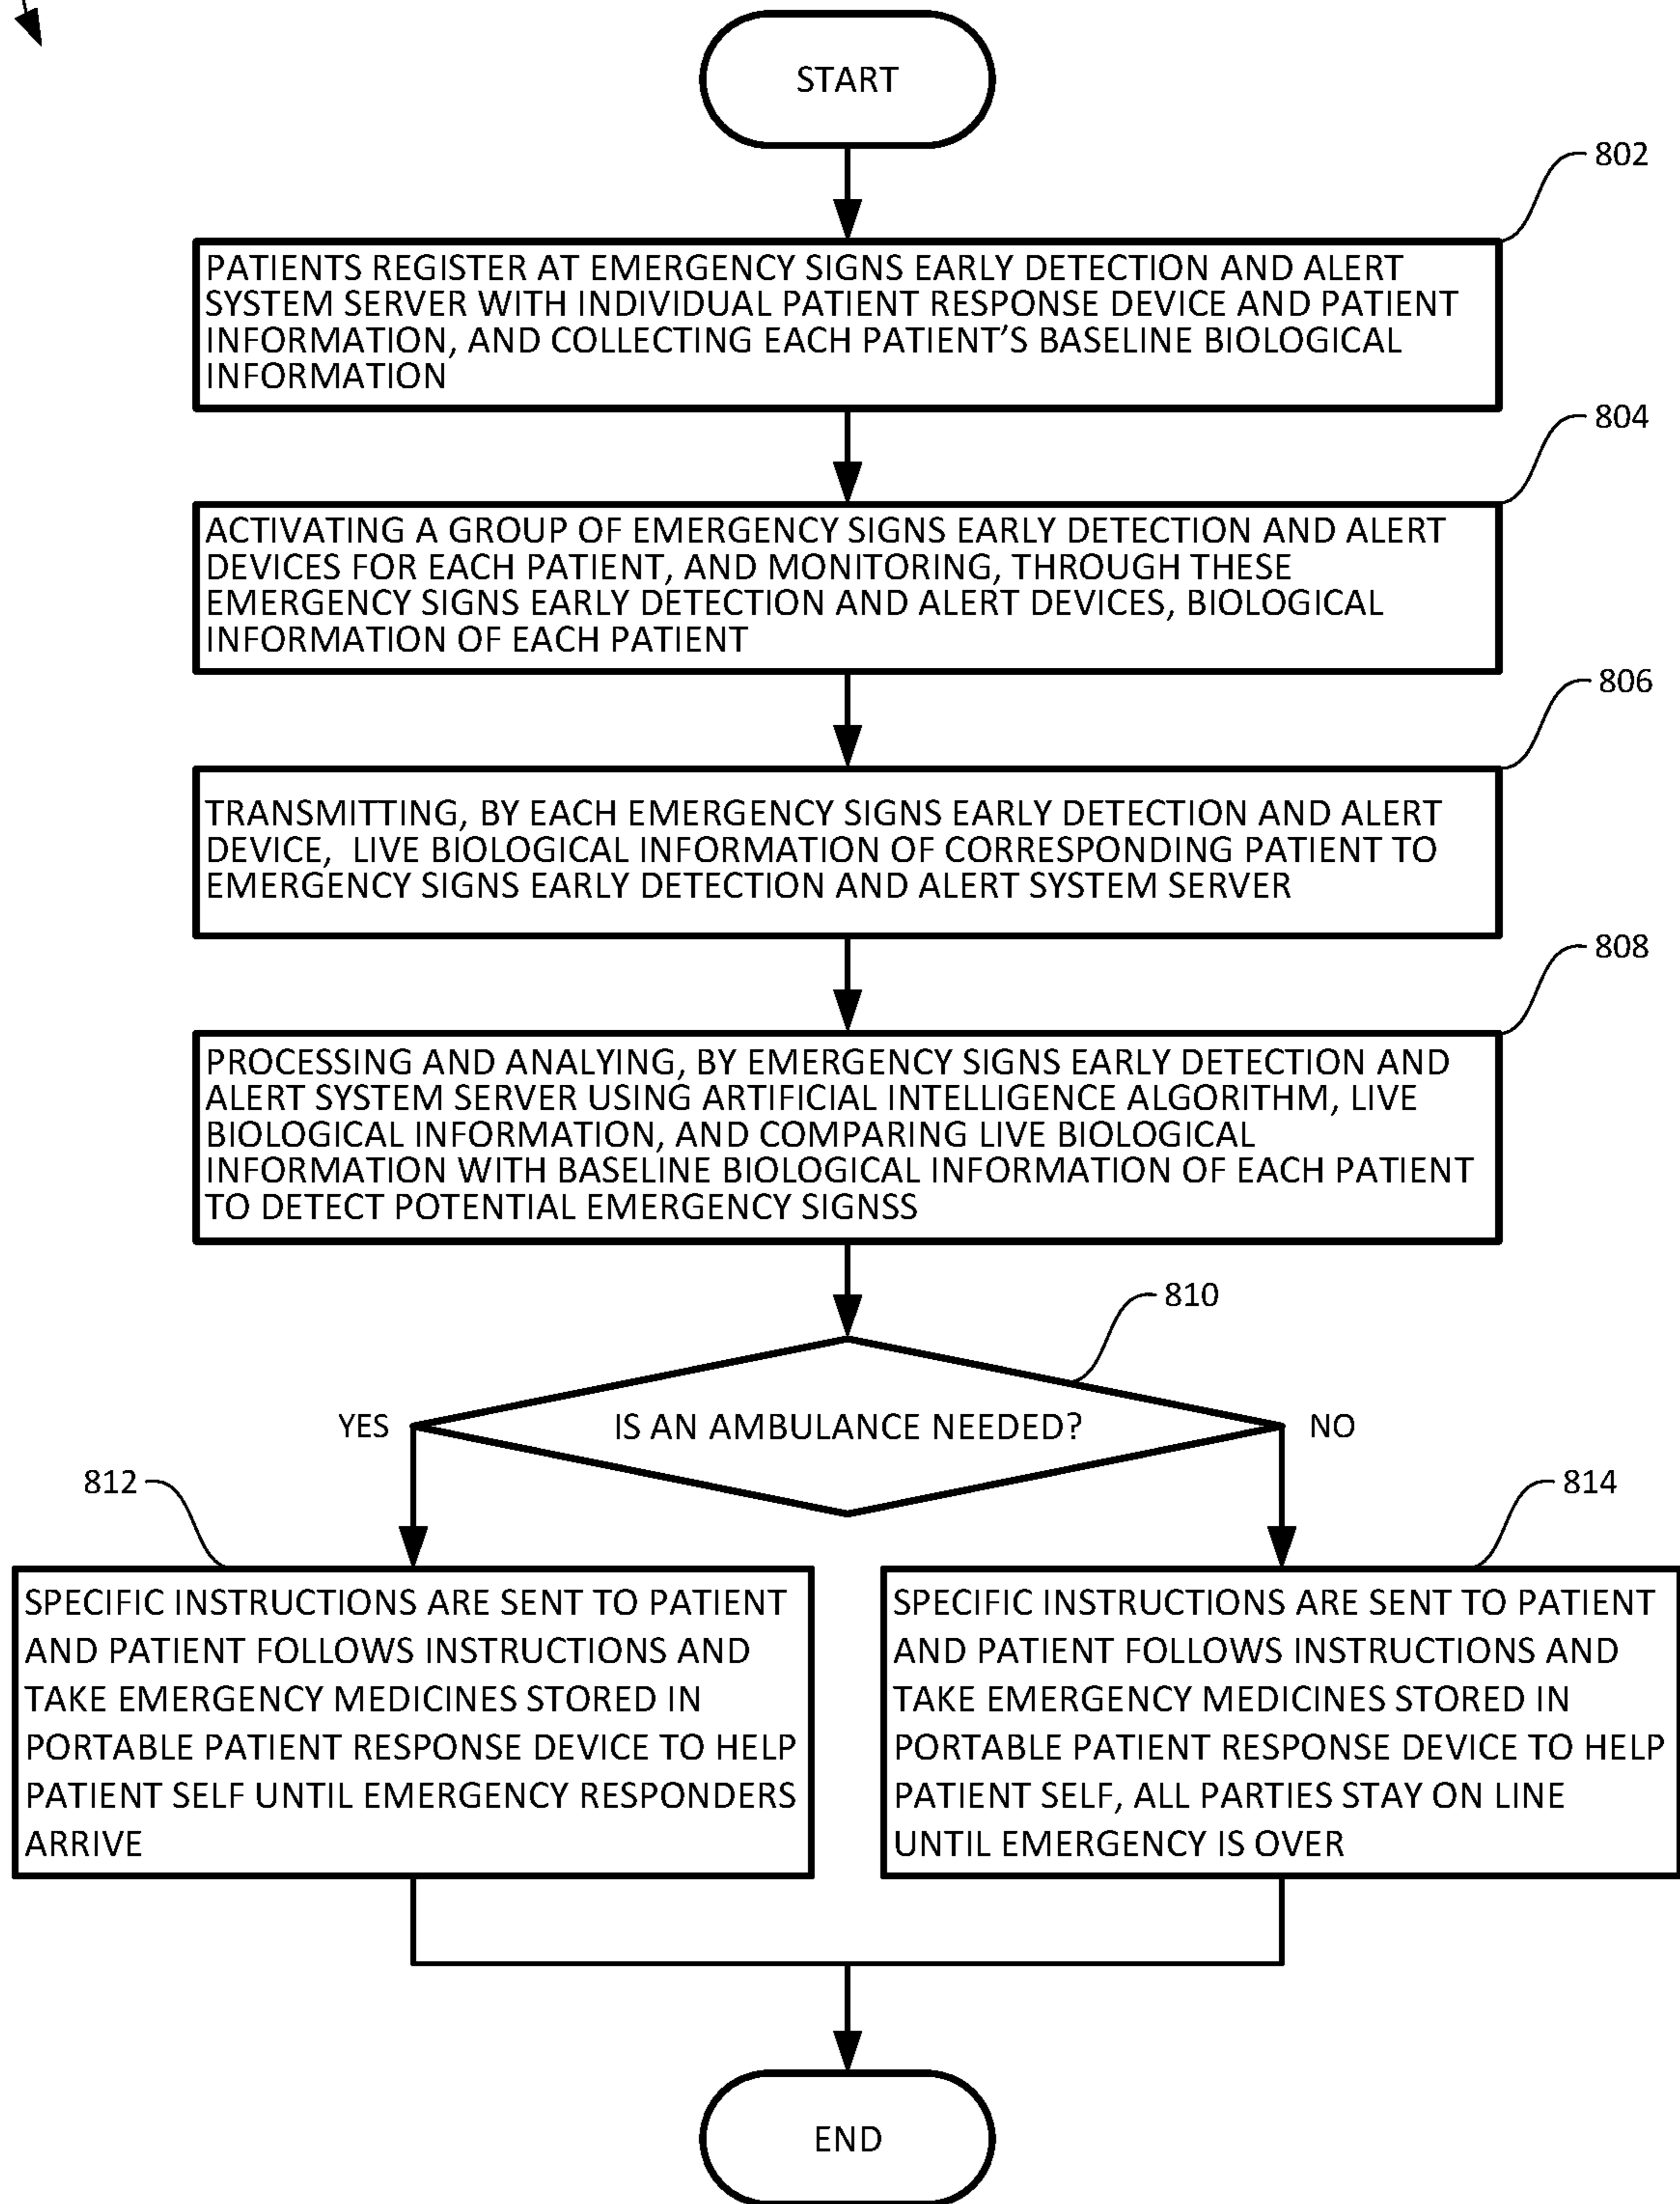 START
802
PATIENTS REGISTER AT EMERGENCY SIGNS EARLY DETECTION AND ALERT
SYSTEM SERVER WITH INDIVIDUAL PATIENT RESPONSE DEVICE AND PATIENT
INFORMATION, AND COLLECTING EACH PATIENT’S BASELINE BIOLOGICAL
INFORMATION
804
ACTIVATING A GROUP OF EMERGENCY SIGNS EARLY DETECTION AND ALERT
DEVICES FOR EACH PATIENT, AND MONITORING, THROUGH THESE
EMERGENCY SIGNS EARLY DETECTION AND ALERT DEVICES, BIOLOGICAL
INFORMATION OF EACH PATIENT
806
TRANSMITTING, BY EACH EMERGENCY SIGNS EARLY DETECTION AND ALERT
DEVICE,  LIVE BIOLOGICAL INFORMATION OF CORRESPONDING PATIENT TO
EMERGENCY SIGNS EARLY DETECTION AND ALERT SYSTEM SERVER
808
PROCESSING AND ANALYING, BY EMERGENCY SIGNS EARLY DETECTION AND
ALERT SYSTEM SERVER USING ARTIFICIAL INTELLIGENCE ALGORITHM, LIVE
BIOLOGICAL INFORMATION, AND COMPARING LIVE BIOLOGICAL
INFORMATION WITH BASELINE BIOLOGICAL INFORMATION OF EACH PATIENT
TO DETECT POTENTIAL EMERGENCY SIGNSS
810
IS AN AMBULANCE NEEDED?
YES
NO
812
SPECIFIC INSTRUCTIONS ARE SENT TO PATIENT
AND PATIENT FOLLOWS INSTRUCTIONS AND
TAKE EMERGENCY MEDICINES STORED IN
PORTABLE PATIENT RESPONSE DEVICE TO HELP
PATIENT SELF UNTIL EMERGENCY RESPONDERS
ARRIVE
814
SPECIFIC INSTRUCTIONS ARE SENT TO PATIENT
AND PATIENT FOLLOWS INSTRUCTIONS AND
TAKE EMERGENCY MEDICINES STORED IN
PORTABLE PATIENT RESPONSE DEVICE TO HELP
PATIENT SELF, ALL PARTIES STAY ON LINE
UNTIL EMERGENCY IS OVER
END